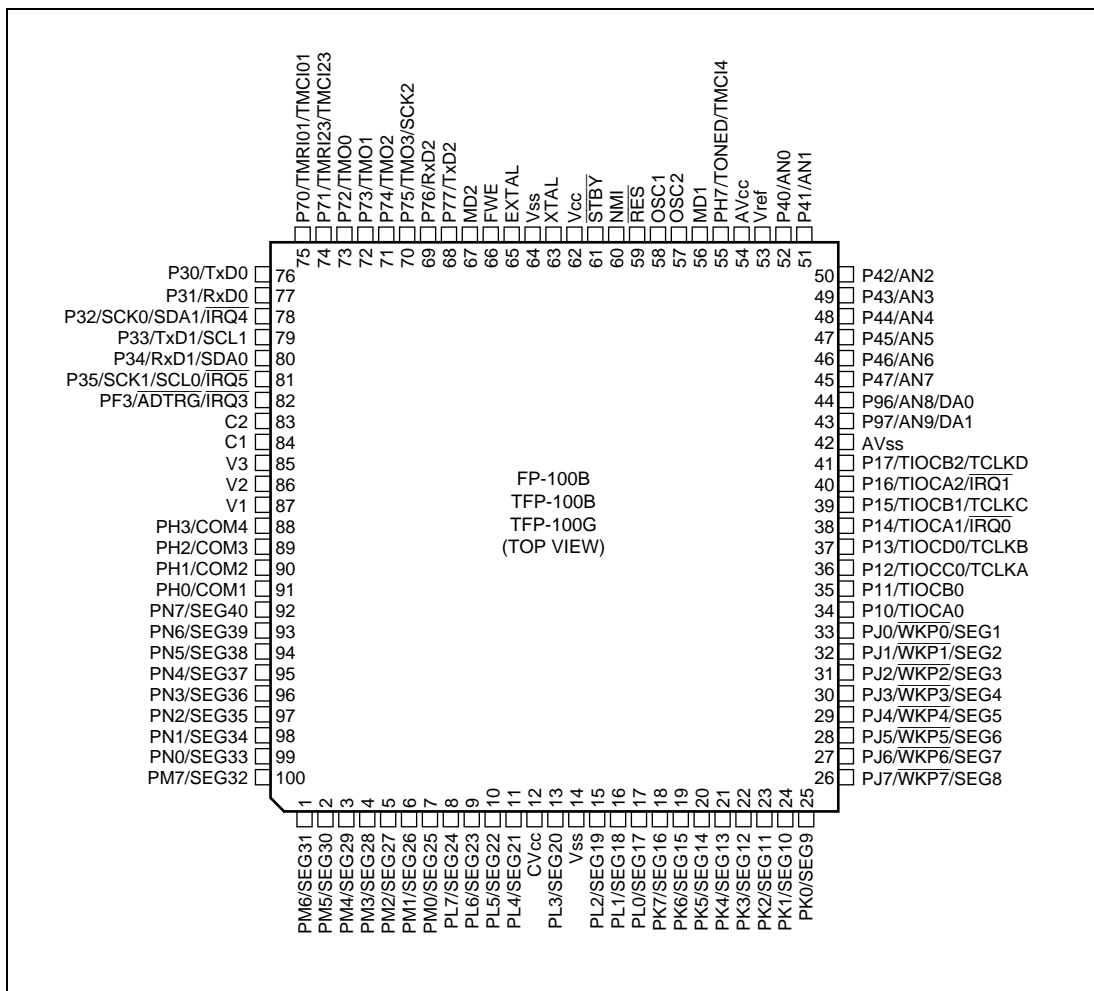 P70/TMRI01/TMCI01
P71/TMRI23/TMCI23
P72/TMO0
P73/TMO1
P74/TMO2
P75/TMO3/SCK2
P76/RxD2
P77/TxD2
MD2
FWE
EXTAL
Vss
XTAL
Vcc
STBY
NMI
RES
OSC1
OSC2
MD1
PH7/TONED/TMCI4
AVcc
Vref
P40/AN0
P41/AN1
75 74 73 72 71 70 69 68 67 66 65 64 63 62 61 60 59 58 57 56 55 54 53 52 51
P30/TxD0 76
P31/RxD0 77
P32/SCK0/SDA1/IRQ4 78
P33/TxD1/SCL1 79
P34/RxD1/SDA0 80
P35/SCK1/SCL0/IRQ5 81
PF3/ADTRG/IRQ3 82
C2 83
C1 84
V3 85
V2 86
V1 87
PH3/COM4 88
PH2/COM3 89
PH1/COM2 90
PH0/COM1 91
PN7/SEG40 92
PN6/SEG39 93
PN5/SEG38 94
PN4/SEG37 95
PN3/SEG36 96
PN2/SEG35 97
PN1/SEG34 98
PN0/SEG33 99
PM7/SEG32 100
FP-100B
TFP-100B
TFP-100G
(TOP VIEW)
50 P42/AN2
49 P43/AN3
48 P44/AN4
47 P45/AN5
46 P46/AN6
45 P47/AN7
44 P96/AN8/DA0
43 P97/AN9/DA1
42 AVss
41 P17/TIOCB2/TCLKD
40 P16/TIOCA2/IRQ1
39 P15/TIOCB1/TCLKC
38 P14/TIOCA1/IRQ0
37 P13/TIOCD0/TCLKB
36 P12/TIOCC0/TCLKA
35 P11/TIOCB0
34 P10/TIOCA0
33 PJ0/WKP0/SEG1
32 PJ1/WKP1/SEG2
31 PJ2/WKP2/SEG3
30 PJ3/WKP3/SEG4
29 PJ4/WKP4/SEG5
28 PJ5/WKP5/SEG6
27 PJ6/WKP6/SEG7
26 PJ7/WKP7/SEG8
1 2 3 4 5 6 7 8 9 10 11 12 13 14 15 16 17 18 19 20 21 22 23 24 25
PM6/SEG31
PM5/SEG30
PM4/SEG29
PM3/SEG28
PM2/SEG27
PM1/SEG26
PM0/SEG25
PL7/SEG24
PL6/SEG23
PL5/SEG22
PL4/SEG21
CVcc
PL3/SEG20
Vss
PL2/SEG19
PL1/SEG18
PL0/SEG17
PK7/SEG16
PK6/SEG15
PK5/SEG14
PK4/SEG13
PK3/SEG12
PK2/SEG11
PK1/SEG10
PK0/SEG9